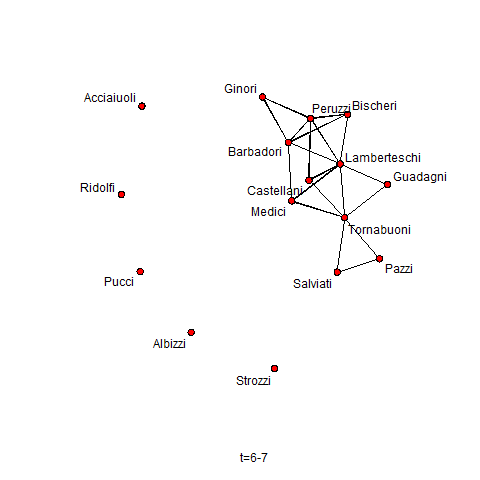 Ginori
Acciaiuoli
Peruzzi
Bischeri
Barbadori
Lamberteschi
Guadagni
Ridolfi
Castellani
Medici
Tornabuoni
Pazzi
Pucci
Salviati
Albizzi
Strozzi
t=6-7